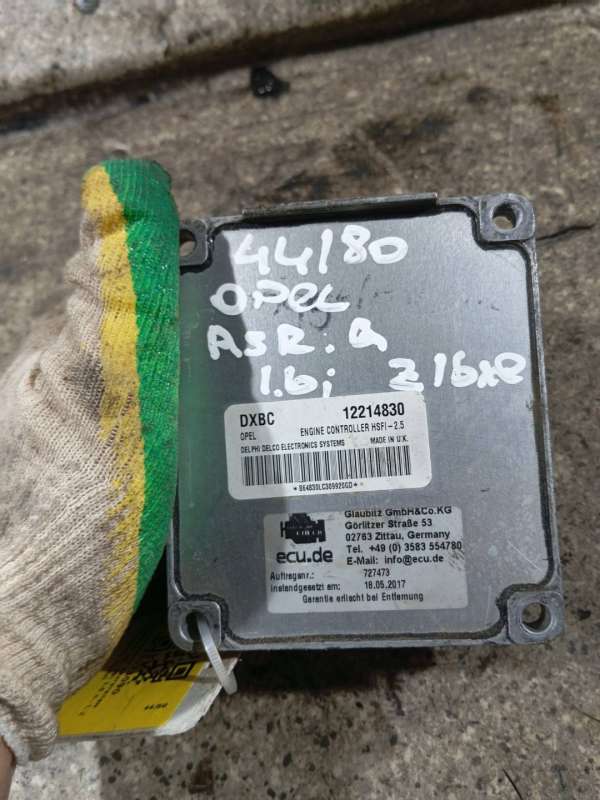 44/80
OPEL
ASR: a
1.6i Z16xe
DXBC 12214830
OPEL ENGINE CONTROLLER HSFI-2.5
DELPHI DELCO ELECTRONICS SYSTEMS MADE IN U.K.
Glaubitz GmbH&Co.KG
Görlitzer Straße 53
02763 Zittau, Germany
Tel. +49 (0) 3583 554780
ecu.de E-Mail: info@ecu.de
Auftragsnr.: 727473
instandgesetzt am: 18.05.2017
Garantie erlischt bei Entfernung